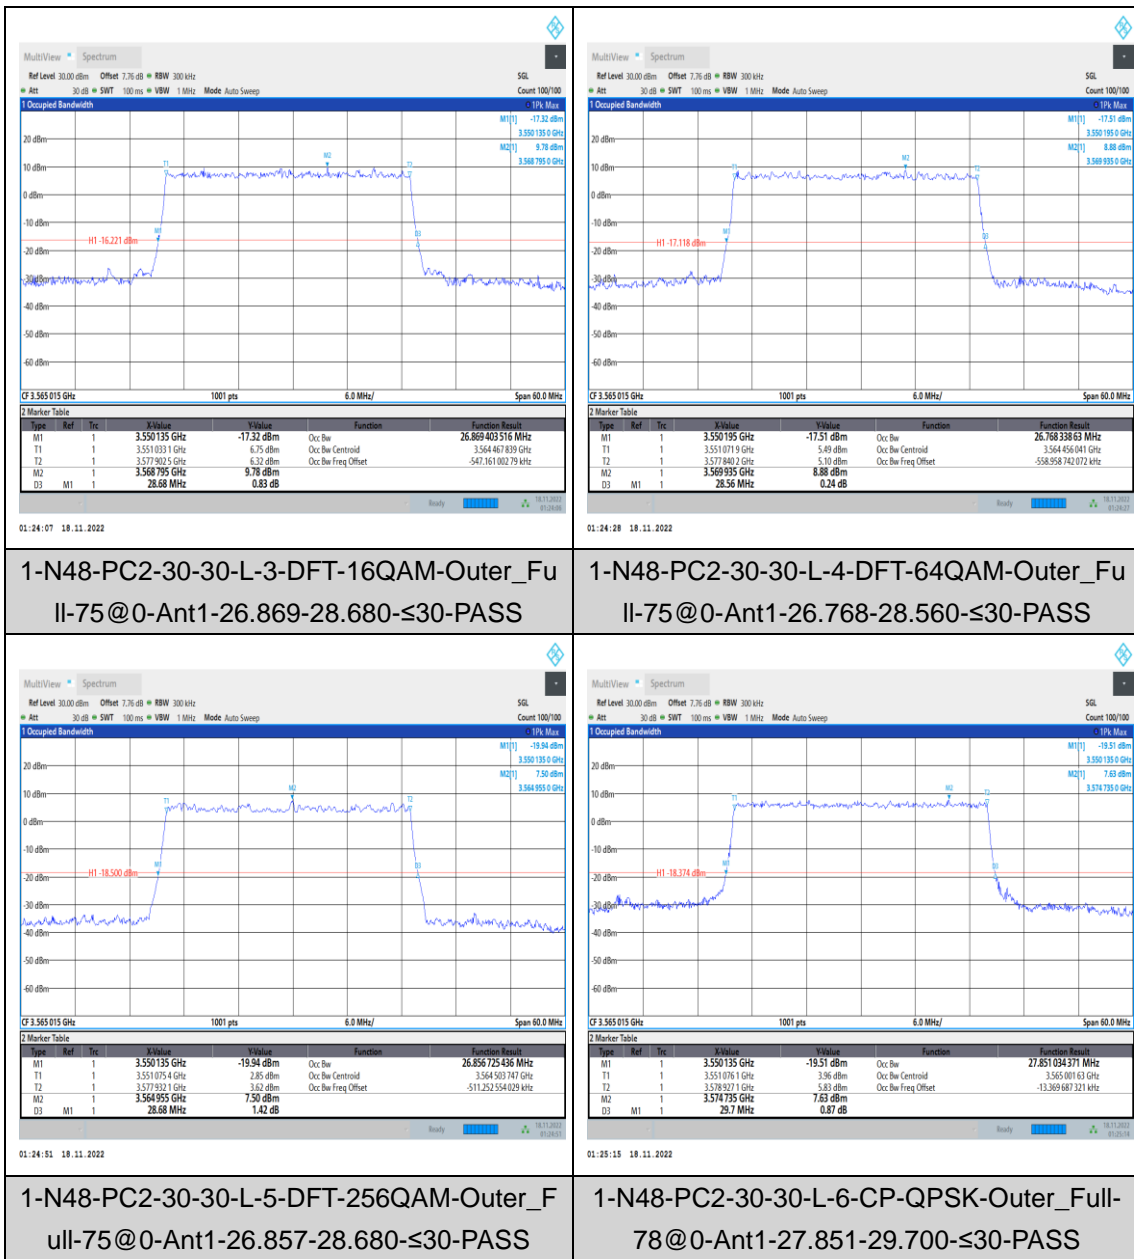 MultiView Spectrum
Ref Level 30.00 dBm Offset 7.76 dB RBW 300 kHz SGL
Att 30 dB SWT 100 ms VBW 1 MHz Mode Auto Sweep Count 100/100
1 Occupied Bandwidth 1Pk Max
M1[1] -17.32 dBm
3.550 135 0 GHz
M2[1] 9.78 dBm
3.568 795 0 GHz
20 dBm
10 dBm
0 dBm
-10 dBm
-20 dBm
-30 dBm
-40 dBm
-50 dBm
-60 dBm
H1 -16.221 dBm
T1
M2
M1
D3
CF 3.565 015 GHz 1001 pts 6.0 MHz/ Span 60.0 MHz
2 Marker Table
Type Ref Trc X-Value Y-Value Function Function Result
M1 1 3.550135 GHz -17.32 dBm Occ Bw 26.869 403 516 MHz
T1 1 3.551 033 1 GHz 6.75 dBm Occ Bw Centroid 3.564 467 839 GHz
T2 1 3.577 902 5 GHz 6.32 dBm Occ Bw Freq Offset -547.161 002 79 kHz
M2 1 3.568 795 GHz 9.78 dBm
D3 M1 1 28.68 MHz 0.83 dB
Ready 18.11.2022
01:24:07 18.11.2022
1-N48-PC2-30-30-L-3-DFT-16QAM-Outer_Fu
ll-75@0-Ant1-26.869-28.680-≤30-PASS
MultiView Spectrum
Ref Level 30.00 dBm Offset 7.76 dB RBW 300 kHz SGL
Att 30 dB SWT 100 ms VBW 1 MHz Mode Auto Sweep Count 100/100
1 Occupied Bandwidth 1Pk Max
M1[1] -17.51 dBm
3.550 195 0 GHz
M2[1] 8.88 dBm
3.569 935 0 GHz
20 dBm
10 dBm
0 dBm
-10 dBm
-20 dBm
-30 dBm
-40 dBm
-50 dBm
-60 dBm
H1 -17.118 dBm
T1
M2
T2
M1
D3
CF 3.565 015 GHz 1001 pts 6.0 MHz/ Span 60.0 MHz
2 Marker Table
Type Ref Trc X-Value Y-Value Function Function Result
M1 1 3.550195 GHz -17.51 dBm Occ Bw 26.768 338 63 MHz
T1 1 3.551 071 9 GHz 5.49 dBm Occ Bw Centroid 3.564 456 041 GHz
T2 1 3.577 840 2 GHz 5.10 dBm Occ Bw Freq Offset -558.958 742 072 kHz
M2 1 3.569 935 GHz 8.88 dBm
D3 M1 1 28.56 MHz 0.24 dB
Ready 18.11.2022
01:24:28 18.11.2022
1-N48-PC2-30-30-L-4-DFT-64QAM-Outer_Fu
ll-75@0-Ant1-26.768-28.560-≤30-PASS
MultiView Spectrum
Ref Level 30.00 dBm Offset 7.76 dB RBW 300 kHz SGL
Att 30 dB SWT 100 ms VBW 1 MHz Mode Auto Sweep Count 100/100
1 Occupied Bandwidth 1Pk Max
M1[1] -19.94 dBm
3.550 135 0 GHz
M2[1] 7.50 dBm
3.564 955 0 GHz
20 dBm
10 dBm
0 dBm
-10 dBm
-20 dBm
-30 dBm
-40 dBm
-50 dBm
-60 dBm
H1 -18.500 dBm
T1
M2
T2
M1
D3
CF 3.565 015 GHz 1001 pts 6.0 MHz/ Span 60.0 MHz
2 Marker Table
Type Ref Trc X-Value Y-Value Function Function Result
M1 1 3.550135 GHz -19.94 dBm Occ Bw 26.856 725 436 MHz
T1 1 3.551 075 4 GHz 2.85 dBm Occ Bw Centroid 3.564 503 747 GHz
T2 1 3.577 932 1 GHz 3.62 dBm Occ Bw Freq Offset -511.252 554 029 kHz
M2 1 3.564 955 GHz 7.50 dBm
D3 M1 1 28.68 MHz 1.42 dB
Ready 18.11.2022
01:24:51 18.11.2022
1-N48-PC2-30-30-L-5-DFT-256QAM-Outer_F
ull-75@0-Ant1-26.857-28.680-≤30-PASS
MultiView Spectrum
Ref Level 30.00 dBm Offset 7.76 dB RBW 300 kHz SGL
Att 30 dB SWT 100 ms VBW 1 MHz Mode Auto Sweep Count 100/100
1 Occupied Bandwidth 1Pk Max
M1[1] -19.51 dBm
3.550 135 0 GHz
M2[1] 7.63 dBm
3.574 735 0 GHz
20 dBm
10 dBm
0 dBm
-10 dBm
-20 dBm
-30 dBm
-40 dBm
-50 dBm
-60 dBm
H1 -18.374 dBm
T1
M2
T2
M1
D3
CF 3.565 015 GHz 1001 pts 6.0 MHz/ Span 60.0 MHz
2 Marker Table
Type Ref Trc X-Value Y-Value Function Function Result
M1 1 3.550135 GHz -19.51 dBm Occ Bw 27.851 034 371 MHz
T1 1 3.551 076 1 GHz 3.96 dBm Occ Bw Centroid 3.565 001 63 GHz
T2 1 3.578 927 1 GHz 5.83 dBm Occ Bw Freq Offset -13.369 687 321 kHz
M2 1 3.574 735 GHz 7.63 dBm
D3 M1 1 29.7 MHz 0.87 dB
Ready 18.11.2022
01:25:15 18.11.2022
1-N48-PC2-30-30-L-6-CP-QPSK-Outer_Full-
78@0-Ant1-27.851-29.700-≤30-PASS